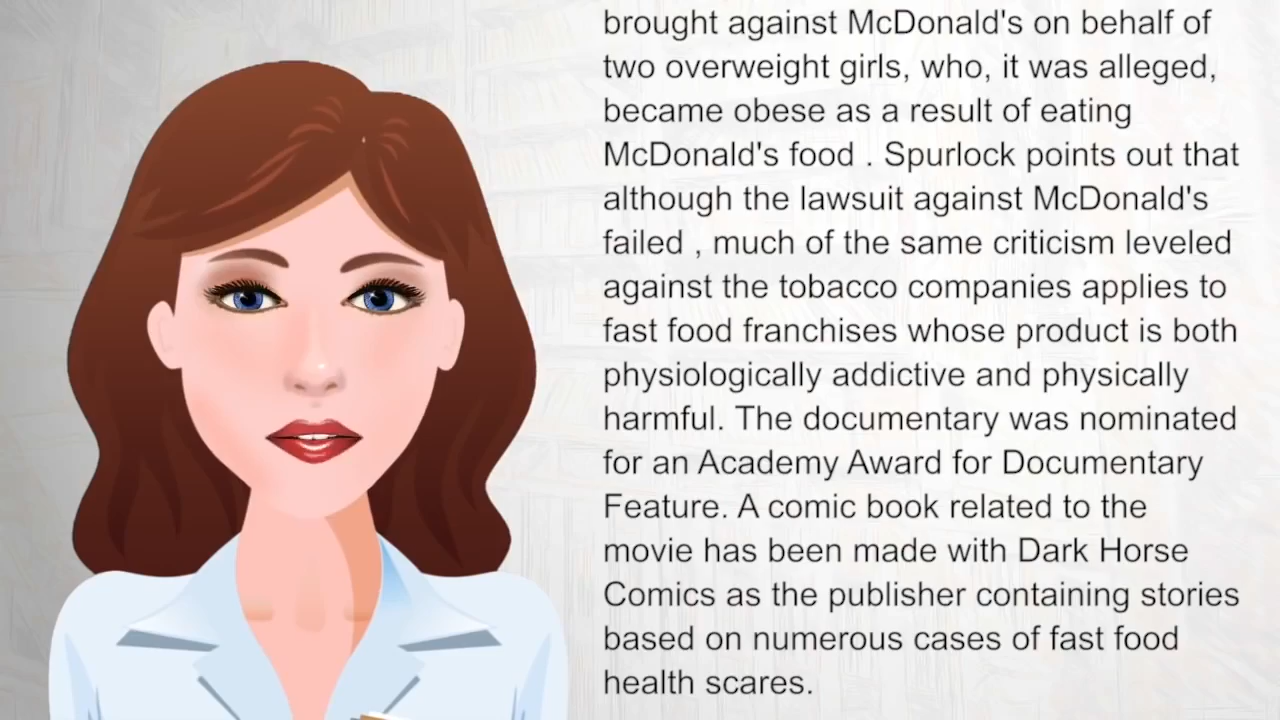 brought against McDonald's on behalf of
two overweight girls, who, it was alleged,
became obese as a result of eating
McDonald's food . Spurlock points out that
although the lawsuit against McDonald's
failed , much of the same criticism leveled
against the tobacco companies applies to
fast food franchises whose product is both
physiologically addictive and physically
harmful. The documentary was nominated
for an Academy Award for Documentary
Feature. A comic book related to the
movie has been made with Dark Horse
Comics as the publisher containing stories
based on numerous cases of fast food
health scares.